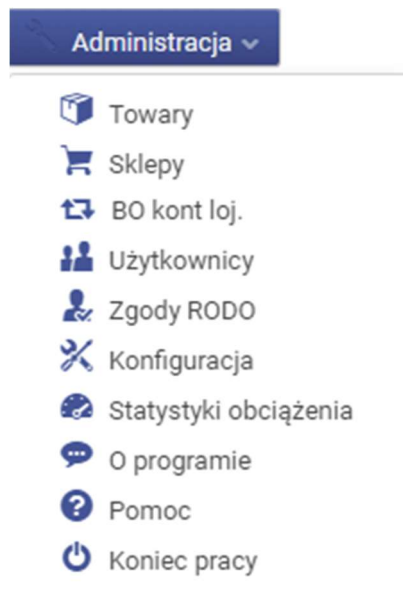 Administracja
Towary
Sklepy
BO kont loj.
Użytkownicy
Zgody RODO
Konfiguracja
Statystyki obciążenia
O programie
Pomoc
Koniec pracy